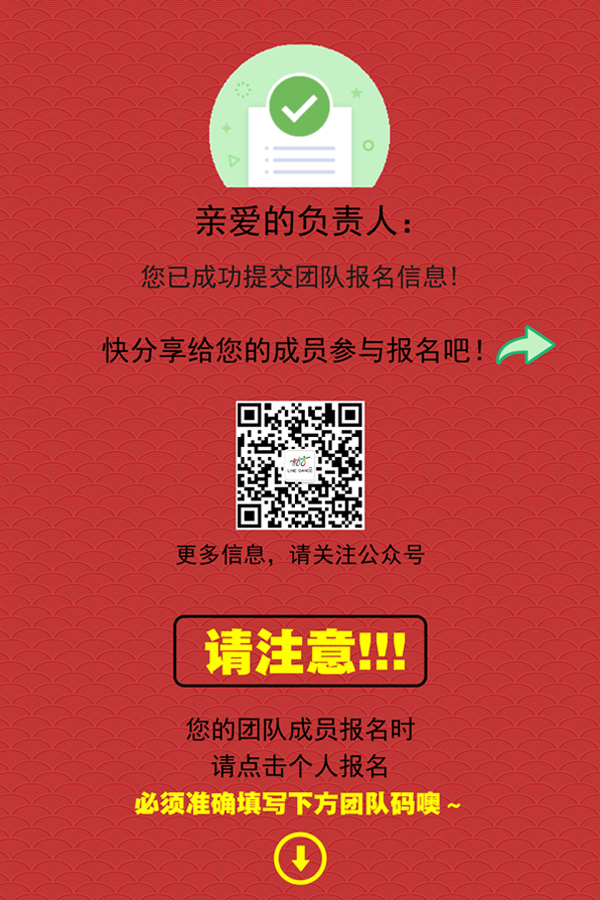 亲爱的负责人：
您已成功提交团队报名信息！
快分享给您的成员参与报名吧！
LINE DANCE
更多信息，请关注公众号
请注意!!!
您的团队成员报名时
请点击个人报名
必须准确填写下方团队码噢～